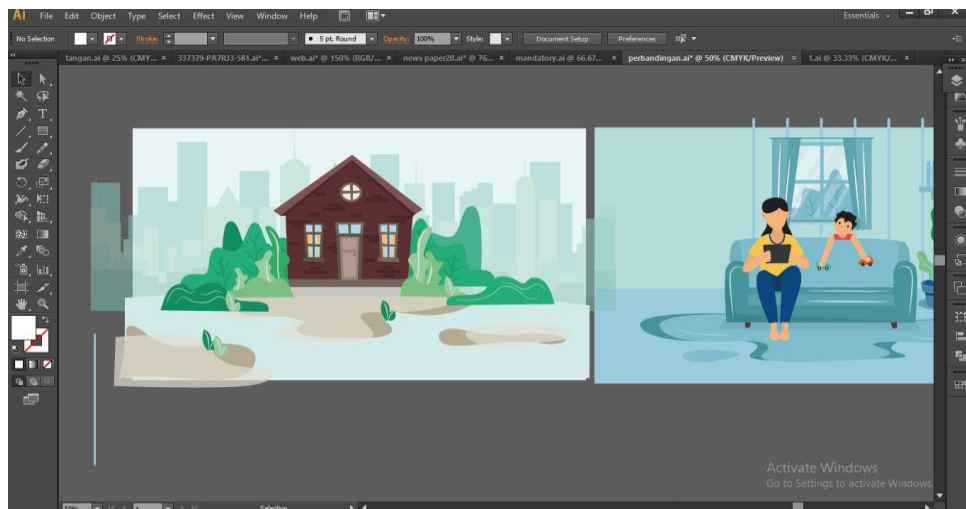 Ai File Edit Object Type Select Effect View Window Help Br Essentials
No Selection Stroke: 5 pt. Round Opacity: 100% Style: Document Setup Preferences
tangan.ai @ 25% (CMY... × 337379-PA7RJ3-581.ai*... × web.ai* @ 150% (RGB/... × news paper20.ai* @ 76... × mandatory.ai @ 66.67... × perbandingan.ai* @ 50% (CMYK/Preview) × 1.ai @ 33.33% (CMYK/... ×
Activate Windows
Go to Settings to activate Windows.
50% Selection